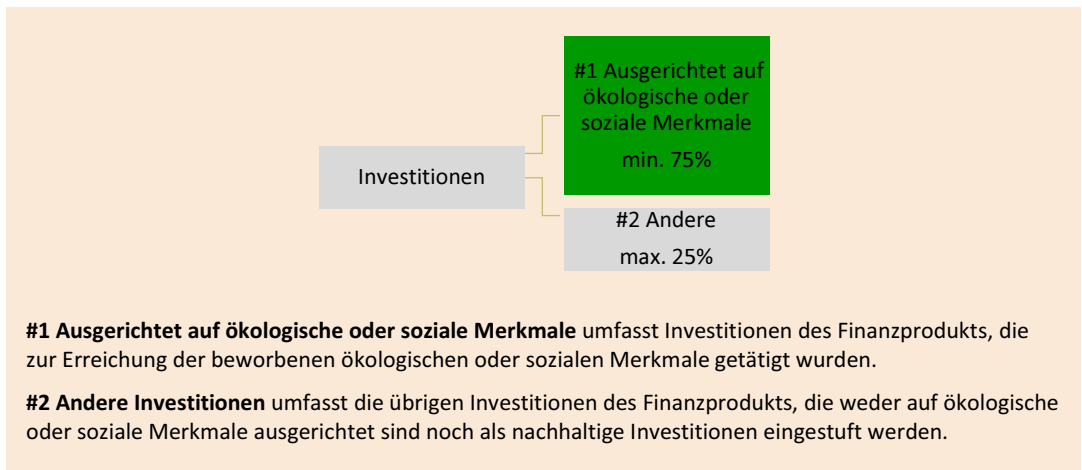 #1 Ausgerichtet auf
ökologische oder
soziale Merkmale
min. 75%
Investitionen
#2 Andere
max. 25%
#1 Ausgerichtet auf ökologische oder soziale Merkmale umfasst Investitionen des Finanzprodukts, die
zur Erreichung der beworbenen ökologischen oder sozialen Merkmale getätigt wurden.
#2 Andere Investitionen umfasst die übrigen Investitionen des Finanzprodukts, die weder auf ökologische
oder soziale Merkmale ausgerichtet sind noch als nachhaltige Investitionen eingestuft werden.